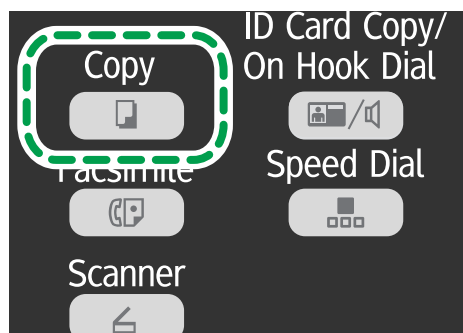 Copy
ID Card Copy/
On Hook Dial
Facsimile
Speed Dial
Scanner